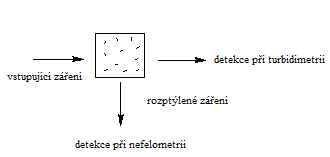 detekce při turbidimetrii
vstupující záření
rozptýlené záření
detekce při nefelometrii